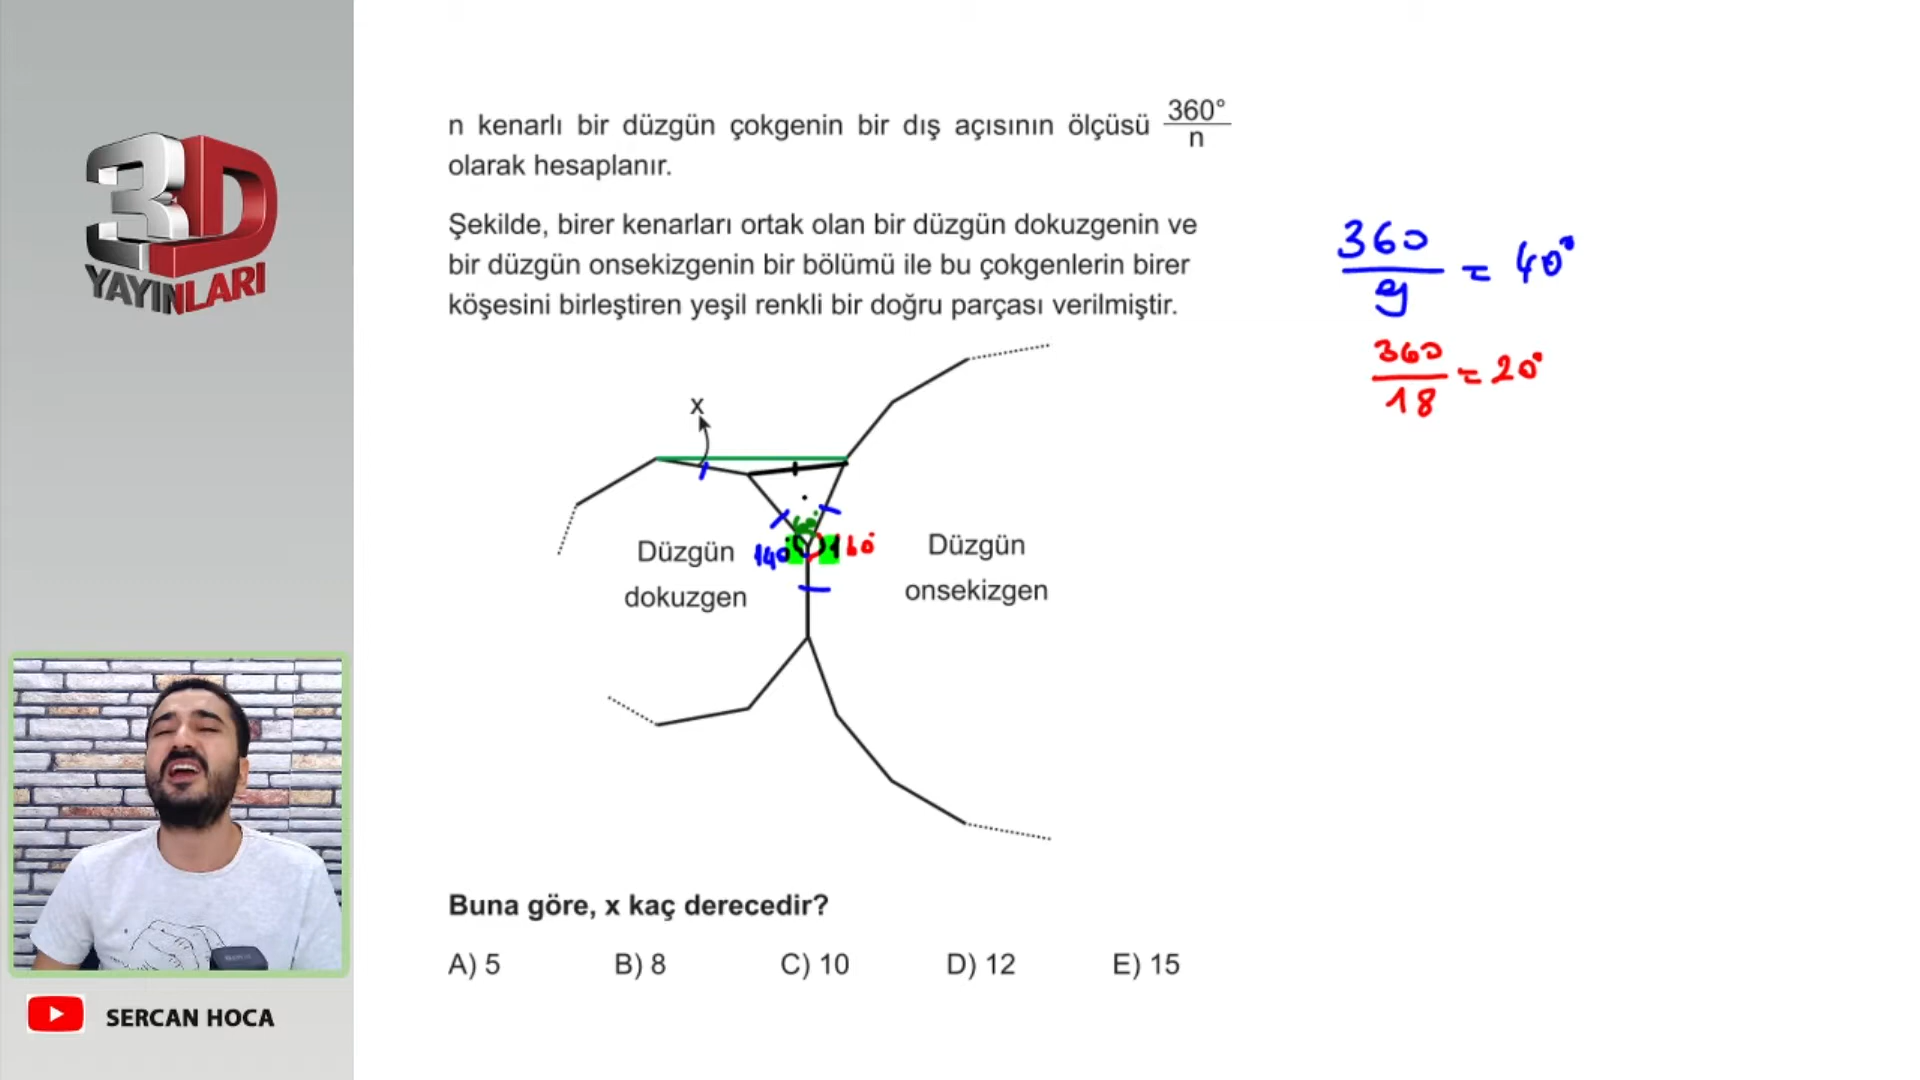 3D
YAYINLARI
n kenarlı bir düzgün çokgenin bir dış açısının ölçüsü 360°/n
olarak hesaplanır.
Şekilde, birer kenarları ortak olan bir düzgün dokuzgenin ve
bir düzgün onsekizgenin bir bölümü ile bu çokgenlerin birer
köşesini birleştiren yeşil renkli bir doğru parçası verilmiştir.
360/9 = 40°
360/18 = 20°
x
60°
140°
160°
Düzgün
dokuzgen
Düzgün
onsekizgen
Buna göre, x kaç derecedir?
A) 5 B) 8 C) 10 D) 12 E) 15
SERCAN HOCA